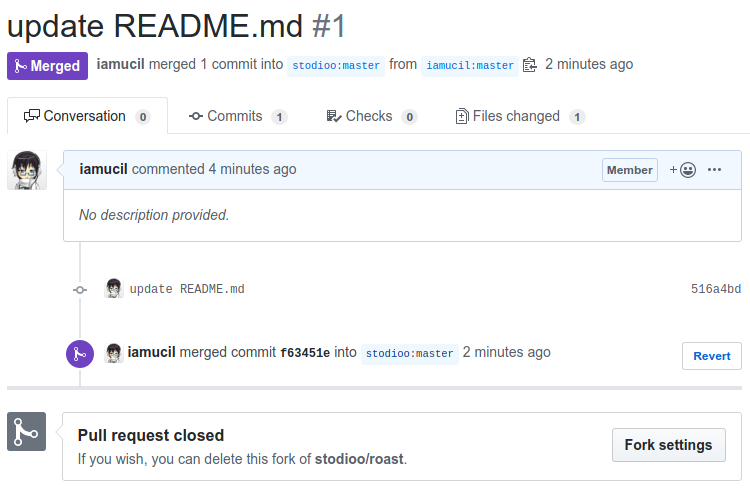 update README.md #1
Merged iamucil merged 1 commit into stodioo:master from iamucil:master 2 minutes ago
Conversation 0 Commits 1 Checks 0 Files changed 1
iamucil commented 4 minutes ago Member
No description provided.
update README.md 516a4bd
iamucil merged commit f63451e into stodioo:master 2 minutes ago Revert
Pull request closed
If you wish, you can delete this fork of stodioo/roast.
Fork settings